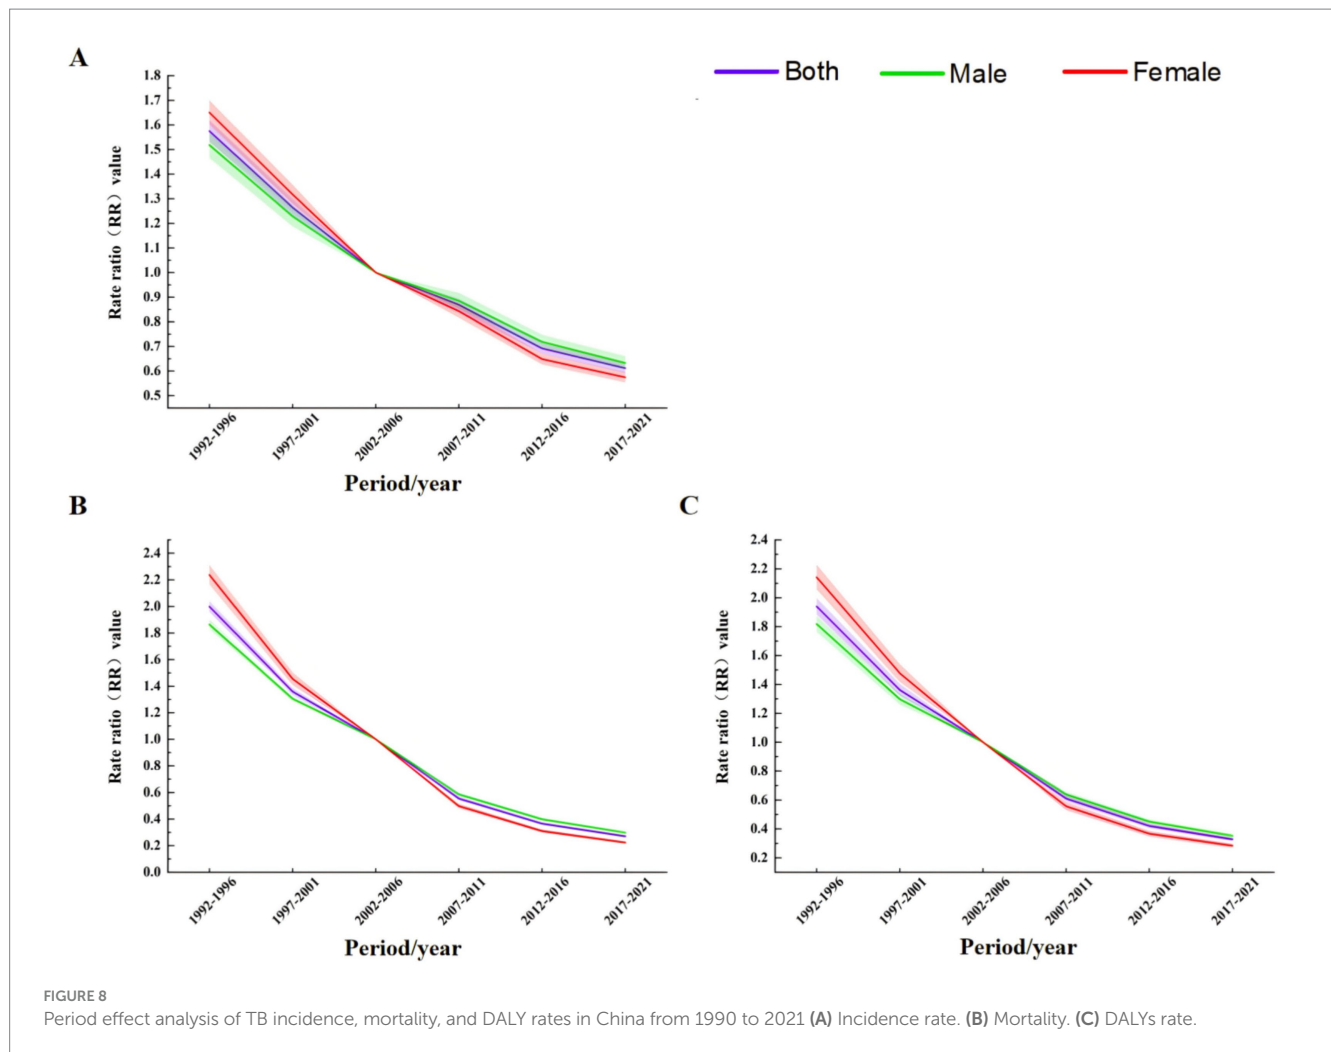 A
Both Male Female
1.8
1.7
1.6
1.5
1.4
1.3
1.2
1.1
1.0
0.9
0.8
0.7
0.6
0.5
Rate ratio（RR）value
1992-1996 1997-2001 2002-2006 2007-2011 2012-2016 2017-2021
Period/year
B
2.4
2.2
2.0
1.8
1.6
1.4
1.2
1.0
0.8
0.6
0.4
0.2
0.0
Rate ratio（RR）value
1992-1996 1997-2001 2002-2006 2007-2011 2012-2016 2017-2021
Period/year
C
2.4
2.2
2.0
1.8
1.6
1.4
1.2
1.0
0.8
0.6
0.4
0.2
Rate ratio（RR）value
1992-1996 1997-2001 2002-2006 2007-2011 2012-2016 2017-2021
Period/year
FIGURE 8
Period effect analysis of TB incidence, mortality, and DALY rates in China from 1990 to 2021 (A) Incidence rate. (B) Mortality. (C) DALYs rate.